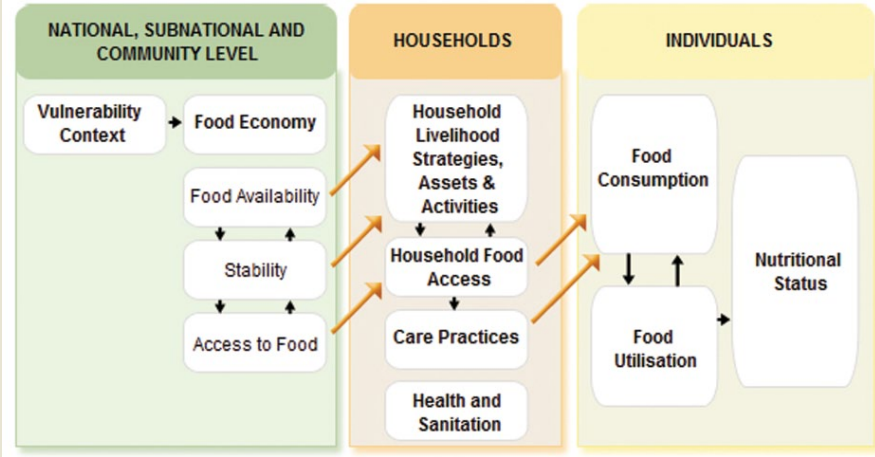 NATIONAL, SUBNATIONAL AND
COMMUNITY LEVEL
Vulnerability
Context
Food Economy
Food Availability
Stability
Access to Food
HOUSEHOLDS
Household
Livelihood
Strategies,
Assets &
Activities
Household Food
Access
Care Practices
Health and
Sanitation
INDIVIDUALS
Food
Consumption
Food
Utilisation
Nutritional
Status